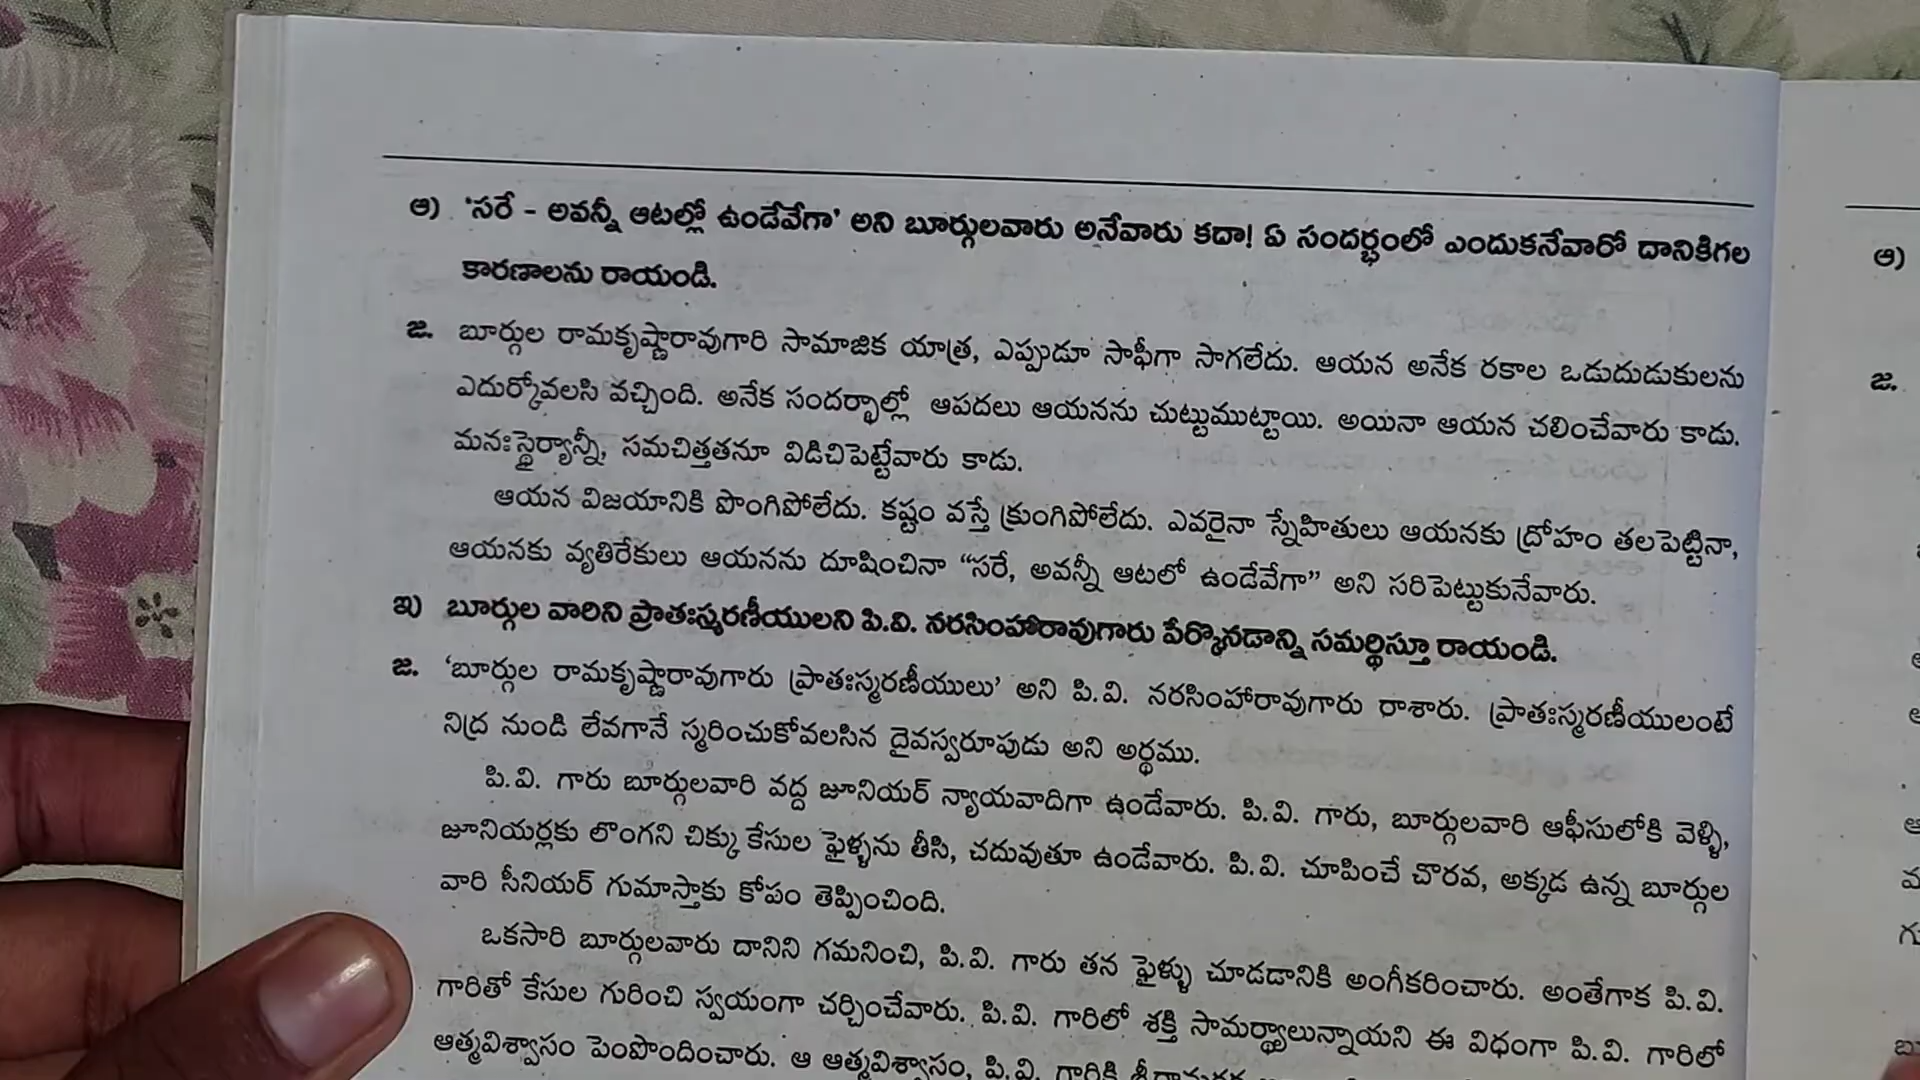 ఆ) 'సరే - అవన్నీ ఆటల్లో ఉండేవేగా' అని బూర్గులవారు అనేవారు కదా! ఏ సందర్భంలో ఎందుకనేవారో దానికిగల
కారణాలను రాయండి.
జ. బూర్గుల రామకృష్ణారావుగారి సామాజిక యాత్ర, ఎప్పుడూ సాఫీగా సాగలేదు. ఆయన అనేక రకాల ఒడుదుడుకులను
ఎదుర్కోవలసి వచ్చింది. అనేక సందర్భాల్లో ఆపదలు ఆయనను చుట్టుముట్టాయి. అయినా ఆయన చలించేవారు కాడు.
మనఃస్థైర్యాన్నీ, సమచిత్తతనూ విడిచిపెట్టేవారు కాడు.
ఆయన విజయానికి పొంగిపోలేదు. కష్టం వస్తే క్రుంగిపోలేదు. ఎవరైనా స్నేహితులు ఆయనకు ద్రోహం తలపెట్టినా,
ఆయనకు వ్యతిరేకులు ఆయనను దూషించినా "సరే, అవన్నీ ఆటలో ఉండేవేగా" అని సరిపెట్టుకునేవారు.
ఇ) బూర్గుల వారిని ప్రాతఃస్మరణీయులని పి.వి. నరసింహారావుగారు పేర్కొనడాన్ని సమర్థిస్తూ రాయండి.
జ. 'బూర్గుల రామకృష్ణారావుగారు ప్రాతఃస్మరణీయులు' అని పి.వి. నరసింహారావుగారు రాశారు. ప్రాతఃస్మరణీయులంటే
నిద్ర నుండి లేవగానే స్మరించుకోవలసిన దైవస్వరూపుడు అని అర్థము.
పి.వి. గారు బూర్గులవారి వద్ద జూనియర్ న్యాయవాదిగా ఉండేవారు. పి.వి. గారు, బూర్గులవారి ఆఫీసులోకి వెళ్ళి,
జూనియర్లకు లొంగని చిక్కు కేసుల ఫైళ్ళను తీసి, చదువుతూ ఉండేవారు. పి.వి. చూపించే చొరవ, అక్కడ ఉన్న బూర్గుల
వారి సీనియర్ గుమాస్తాకు కోపం తెప్పించింది.
ఒకసారి బూర్గులవారు దానిని గమనించి, పి.వి. గారు తన ఫైళ్ళు చూడడానికి అంగీకరించారు. అంతేగాక పి.వి.
గారితో కేసుల గురించి స్వయంగా చర్చించేవారు. పి.వి. గారిలో శక్తి సామర్థ్యాలున్నాయని ఈ విధంగా పి.వి. గారిలో
ఆత్మవిశ్వాసం పెంపొందించారు. ఆ ఆత్మవిశ్వాసం, పి.వి. గారికి
ఆ)
జ.